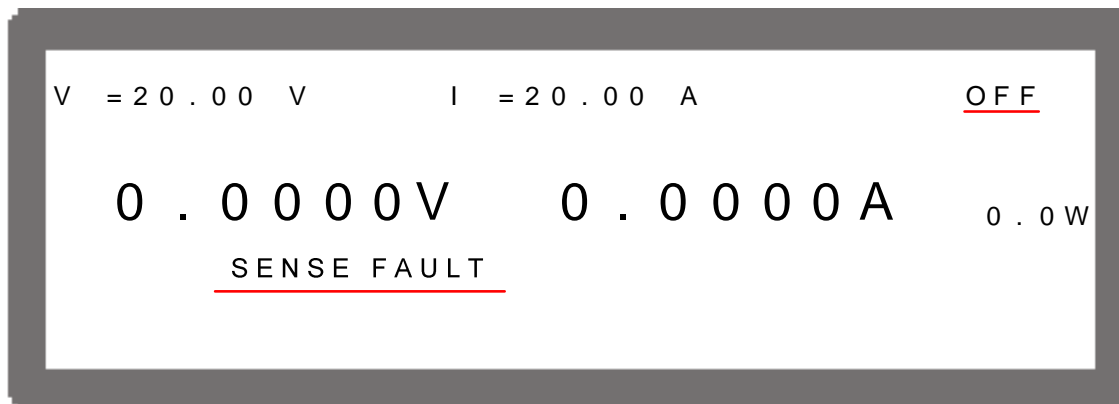 V =20.00 V I =20.00 A OFF
0.0000V 0.0000A 0.0W
SENSE FAULT